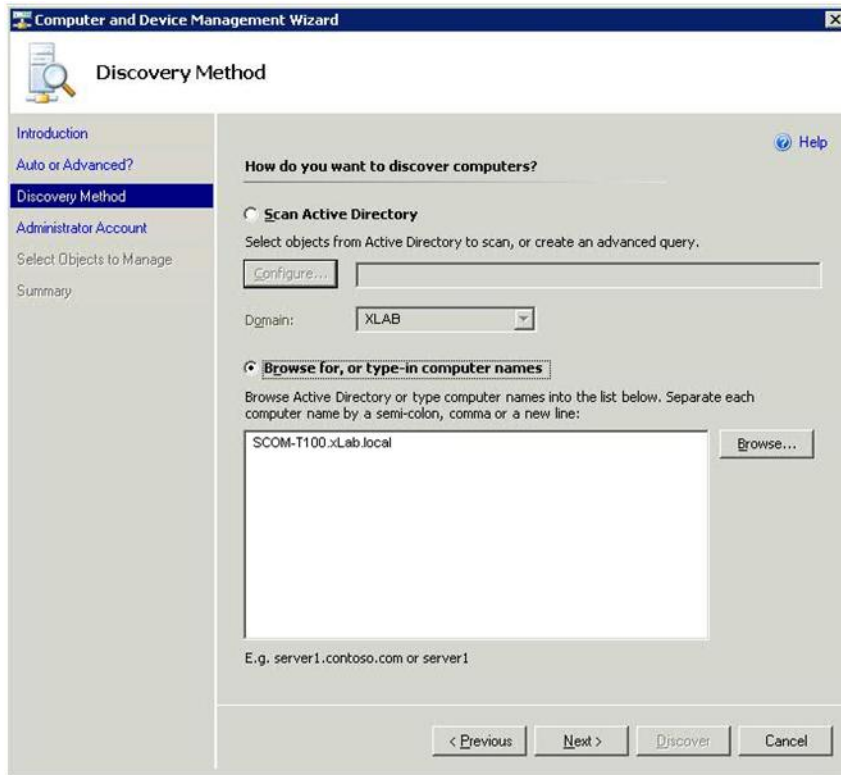 Computer and Device Management Wizard
Discovery Method
Introduction
Auto or Advanced?
Discovery Method
Administrator Account
Select Objects to Manage
Summary
Help
How do you want to discover computers?
Scan Active Directory
Select objects from Active Directory to scan, or create an advanced query.
Configure...
Domain: XLAB
Browse for, or type-in computer names
Browse Active Directory or type computer names into the list below. Separate each
computer name by a semi-colon, comma or a new line:
SCOM-T100.xLab.local
Browse...
E.g. server1.contoso.com or server1
< Previous Next > Discover Cancel